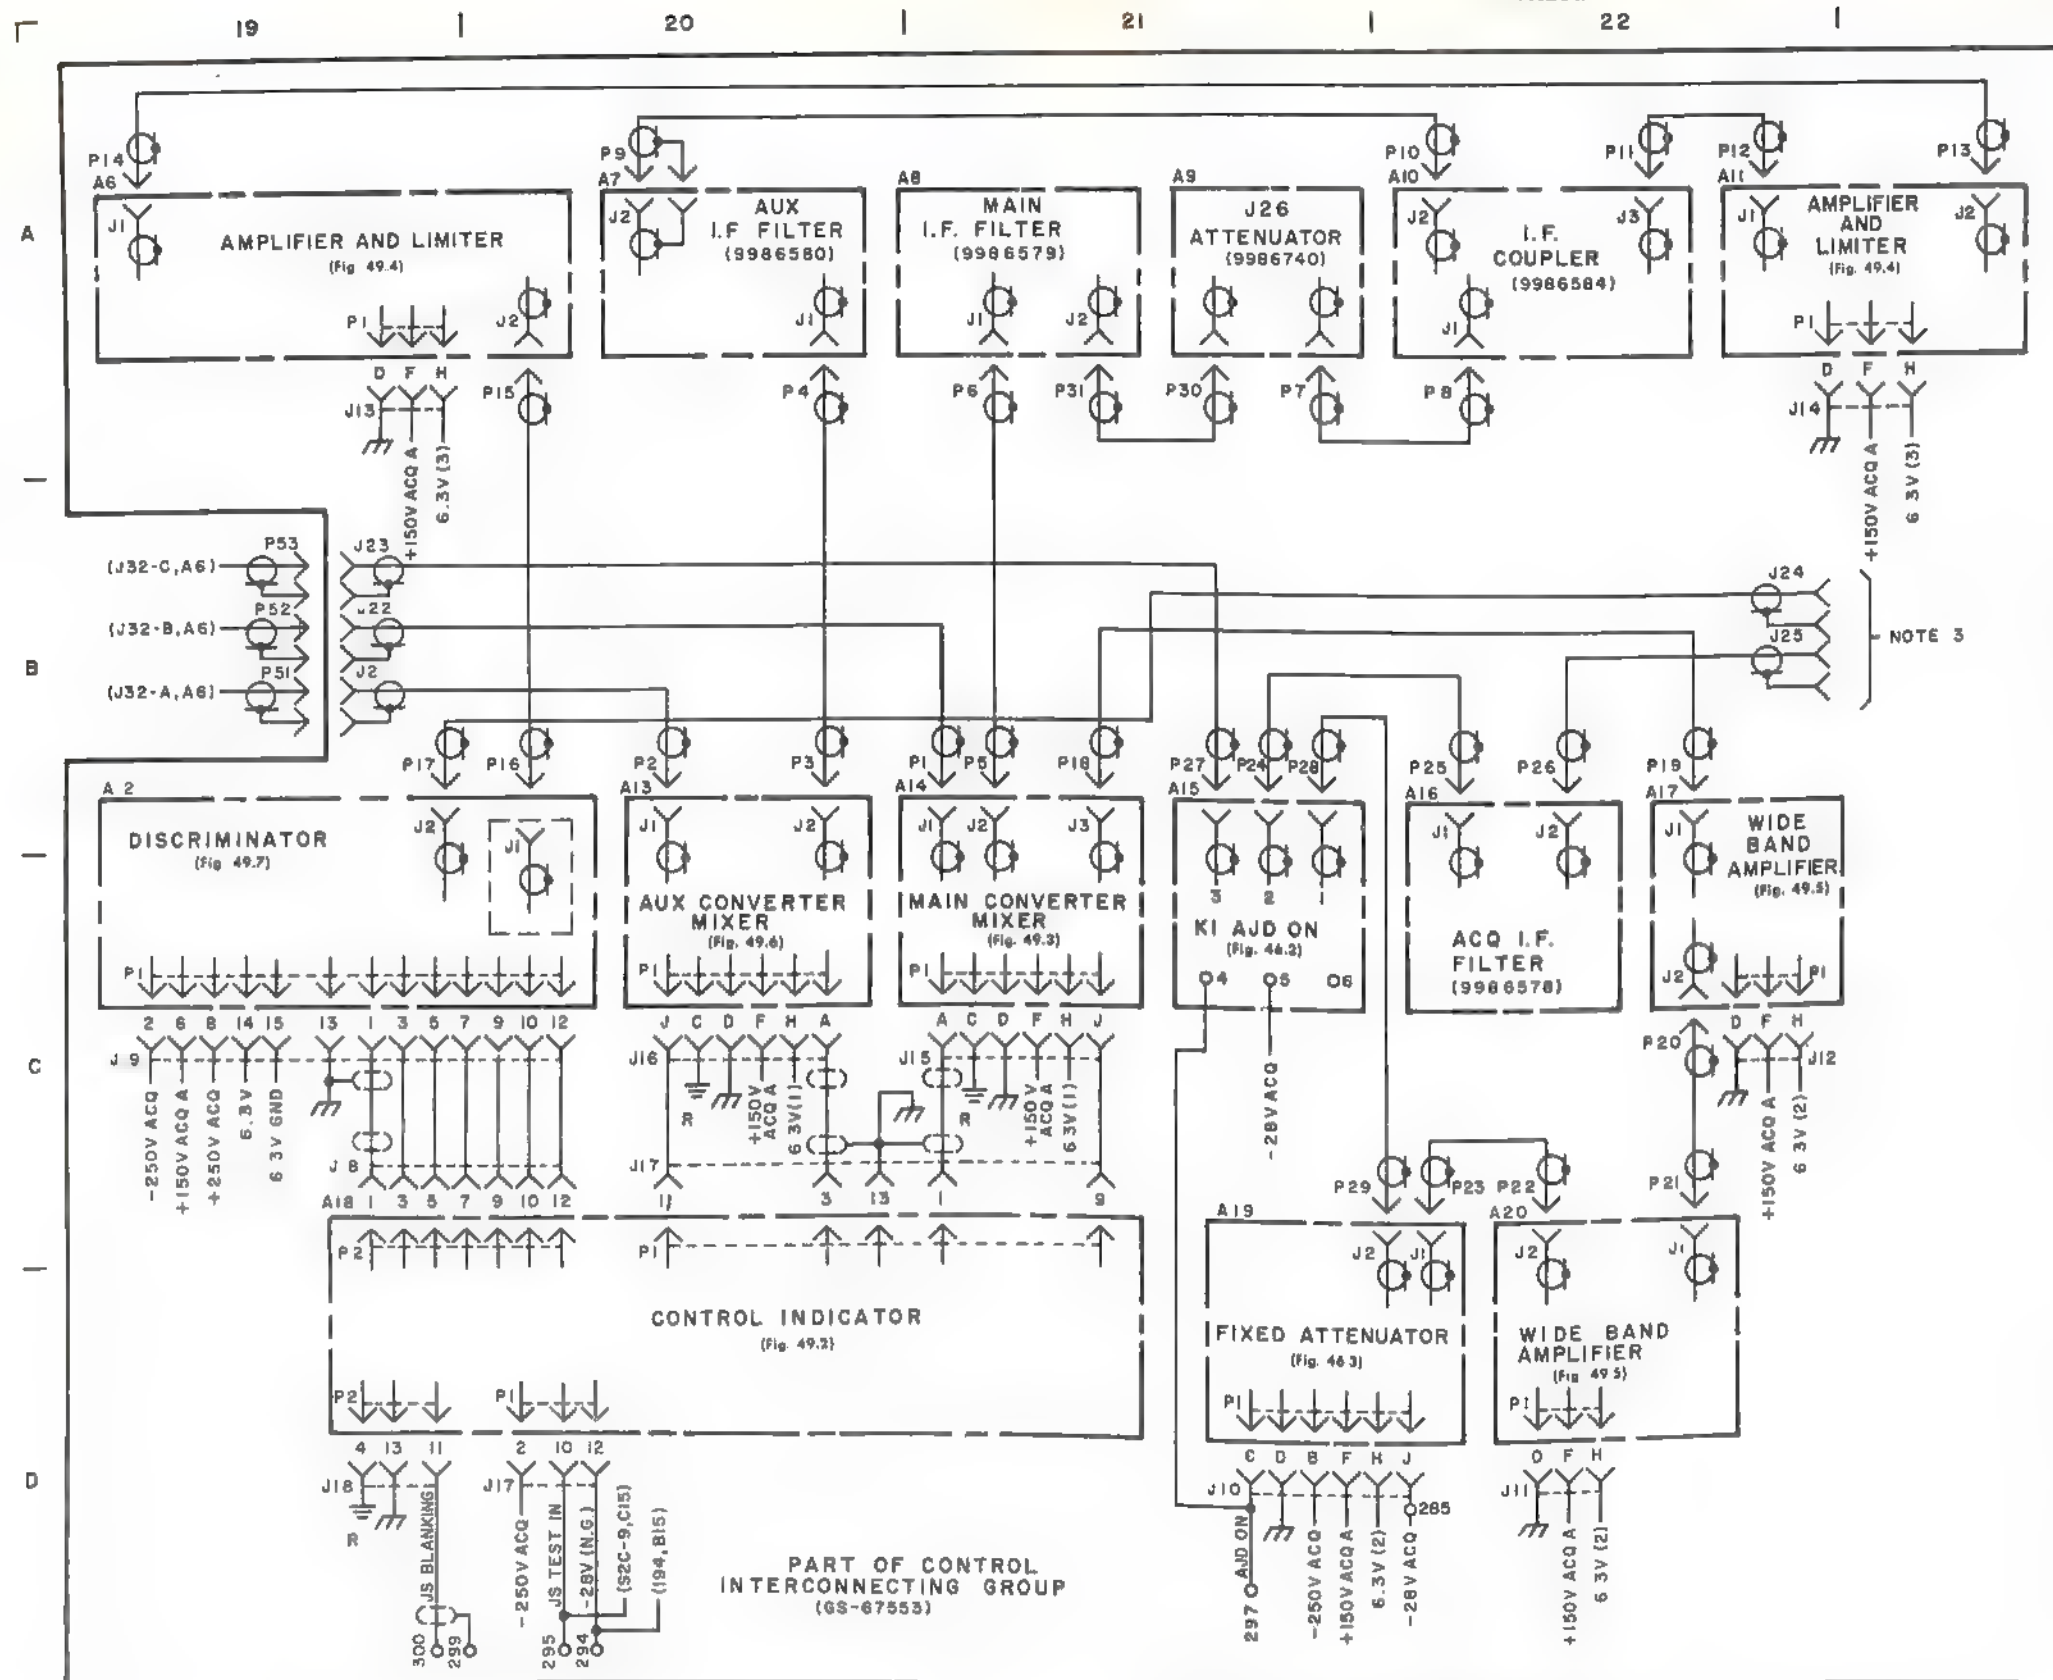 19 20 21 22
A
B
C
D
P14
P9
P10
P11
P12
P13
A6
J1
AMPLIFIER AND LIMITER
(Fig 49.4)
P1
J2
A7
J2
AUX
I.F FILTER
(9986580)
J1
A8
MAIN
I.F. FILTER
(9986579)
J1
J2
A9
J26
ATTENUATOR
(9986740)
A10
J2
J3
I.F.
COUPLER
(9986584)
J1
A11
J1
J2
AMPLIFIER
AND
LIMITER
(Fig. 49.4)
P1
D F H
J13
+150V ACQ A
6.3V (3)
P15
P4
P6
P31
P30
P7
P8
D F H
J14
+150V ACQ A
6 3V (3)
(J32-C,A6)
P53
J23
(J32-B,A6)
P52
J22
(J32-A,A6)
P51
J2
J24
J25
NOTE 3
P17
P16
P2
P3
P1
P5
P18
P27
P24
P28
P25
P26
P19
A 2
DISCRIMINATOR
(Fig 49.7)
J2
J1
P1
A13
J1
J2
AUX CONVERTER
MIXER
(Fig. 49.6)
P1
A14
J1
J2
J3
MAIN CONVERTER
MIXER
(Fig. 49.3)
P1
A15
3 2
K1 AJD ON
(Fig. 46.2)
4 5 6
A16
J1
J2
ACQ I.F.
FILTER
(9986578)
A17
J1
WIDE
BAND
AMPLIFIER
(Fig. 49.5)
J2
P1
2 6 8 14 15 13 1 3 5 7 9 10 12
J 9
-250V ACQ
+150V ACQ A
+250V ACQ
6.3V
6 3V GND
J 8
J C D F H A
J16
R
+150V
ACQ A
6 3V(1)
A C D F H J
J15
R
+150V
ACQ A
6 3V(1)
J17
-28V ACQ
P20
D F H
J12
+150V ACQ A
6 3V (2)
P21
P29
P23
P22
A18
1 3 5 7 9 10 12
11 3 13 1 9
P2
P1
CONTROL INDICATOR
(Fig. 49.2)
P2
P1
A19
J2
J1
FIXED ATTENUATOR
(Fig. 46 3)
P1
A20
J2
J1
WIDE BAND
AMPLIFIER
(Fig 49 5)
P1
4 13 11
J18
R
JS BLANKING
300
299
2 10 12
J17
-250V ACQ
JS TEST IN
-28V (N.G.)
(S2C-9,C15)
(194,B15)
295
294
C D B F H J
J10
285
AJD ON
297
-250V ACQ
+150V ACQ A
6.3V (2)
-28V ACQ
D F H
J11
+150V ACQ A
6 3V (2)
PART OF CONTROL
INTERCONNECTING GROUP
(GS-67553)